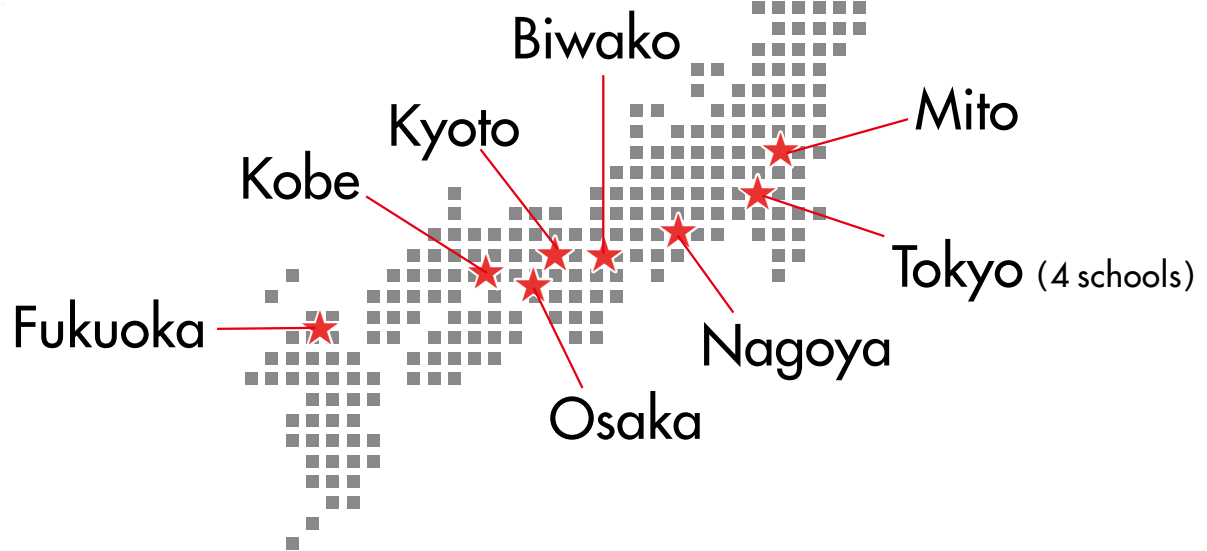 Biwako
Mito
Kyoto
Kobe
Tokyo (4 schools)
Fukuoka
Nagoya
Osaka